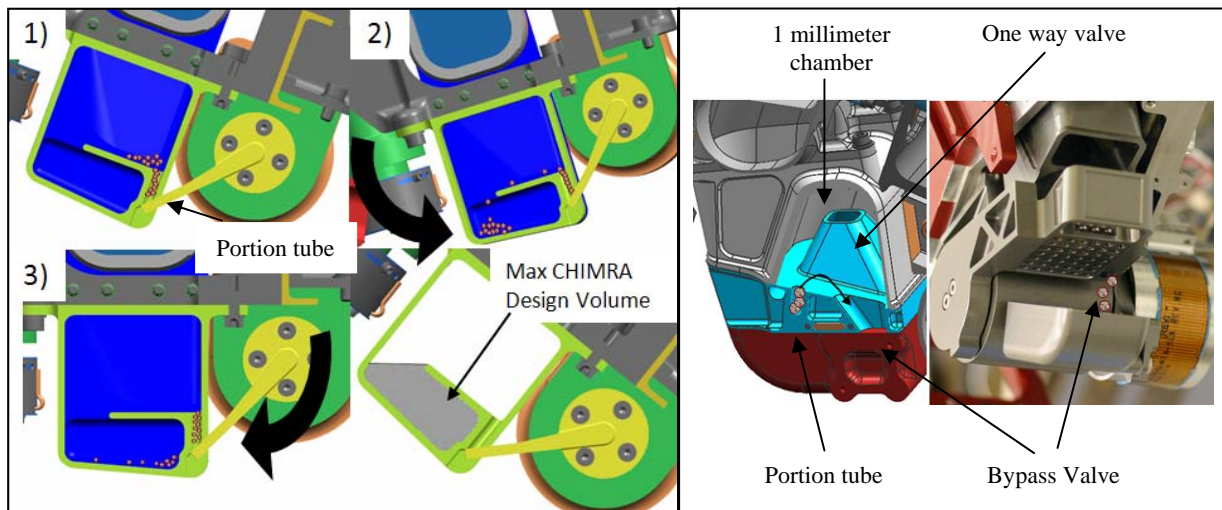 1)
2)
Portion tube
3)
Max CHIMRA
Design Volume
1 millimeter
chamber
One way valve
Portion tube
Bypass Valve